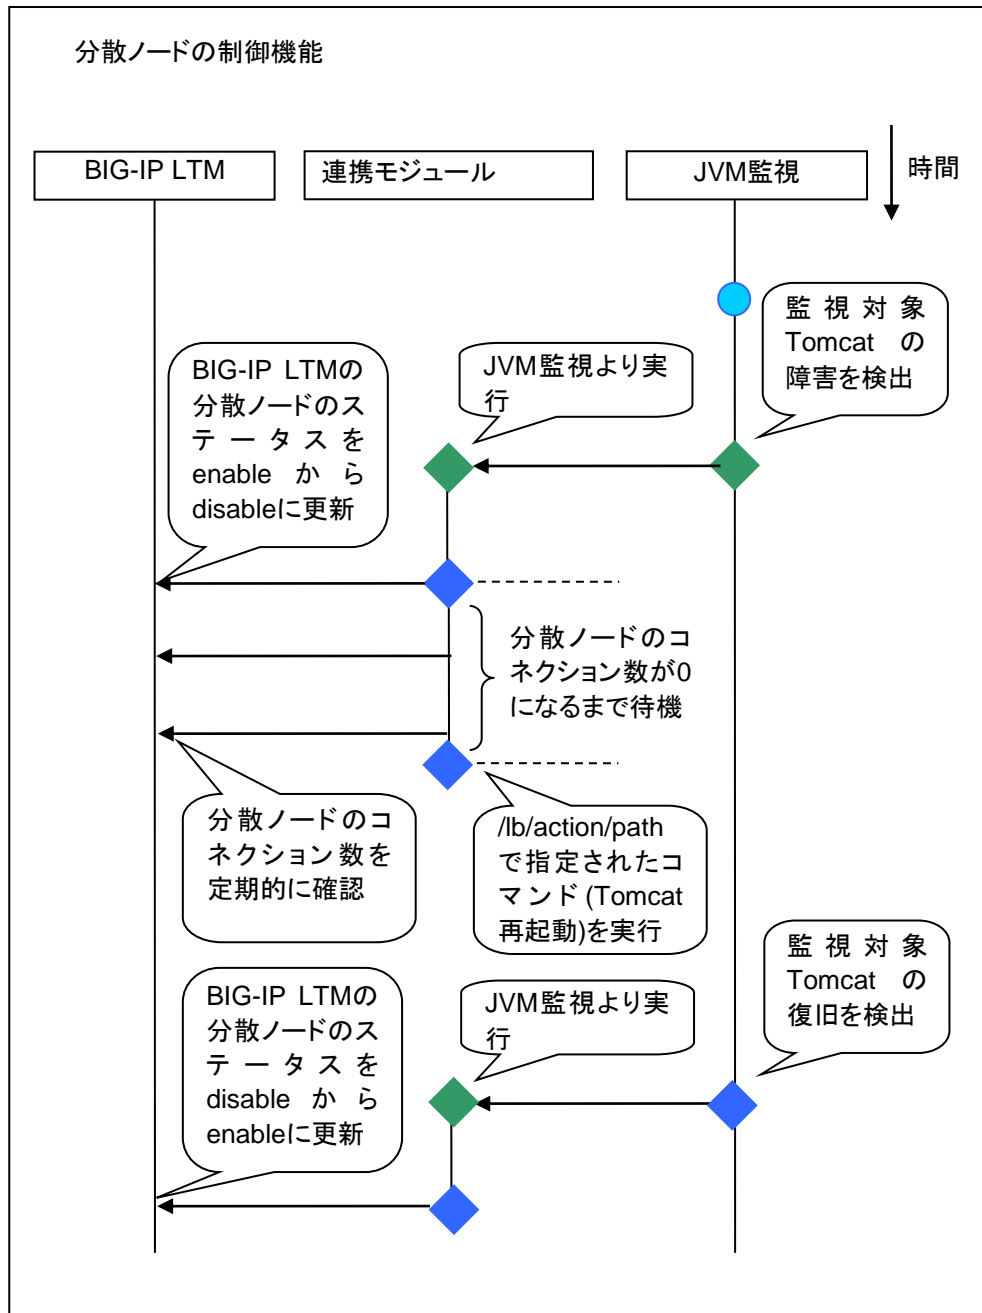 分散ノードの制御機能
BIG-IP LTM
連携モジュール
JVM監視
時間
監視対象
Tomcat の
障害を検出
JVM監視より実
行
BIG-IP LTMの
分散ノードのス
テータスを
enable から
disableに更新
分散ノードのコ
ネクション数が0
になるまで待機
分散ノードのコ
ネクション数を
定期的に確認
/lb/action/path
で指定されたコ
マンド(Tomcat
再起動)を実行
監視対象
Tomcat の
復旧を検出
JVM監視より実
行
BIG-IP LTMの
分散ノードのス
テータスを
disable から
enableに更新